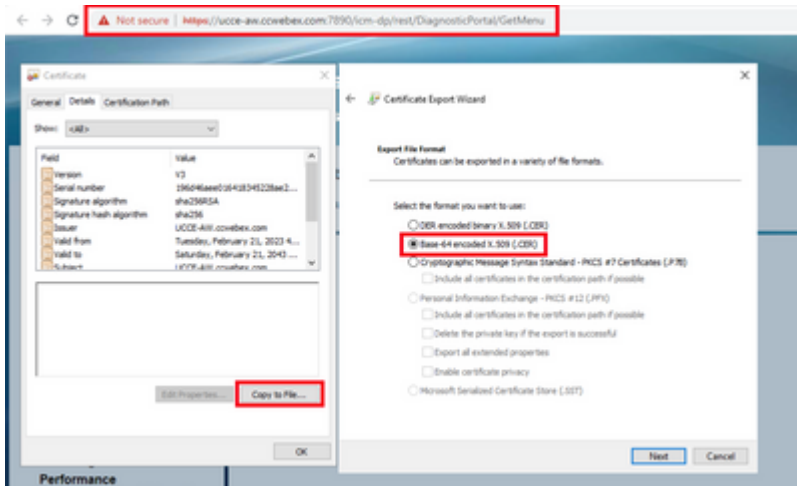 Not secure | https://ucce-aw.ccwebex.com:7890/icm-dp/rest/DiagnosticPortal/GetMenu
Certificate
General Details Certification Path
Show: <All>
Field Value
Version V3
Serial number
Signature algorithm sha256RSA
Signature hash algorithm sha256
Issuer UCCE-AW.ccwebex.com
Valid from Tuesday, February 21, 2023 4...
Valid to Saturday, February 21, 2043 ...
Subject UCCE-AW.ccwebex.com
Edit Properties... Copy to File...
OK
Performance
Certificate Export Wizard
Export File Format
Certificates can be exported in a variety of file formats.
Select the format you want to use:
DER encoded binary X.509 (.CER)
Base-64 encoded X.509 (.CER)
Cryptographic Message Syntax Standard - PKCS #7 Certificates (.P7B)
Include all certificates in the certification path if possible
Personal Information Exchange - PKCS #12 (.PFX)
Include all certificates in the certification path if possible
Delete the private key if the export is successful
Export all extended properties
Enable certificate privacy
Microsoft Serialized Certificate Store (.SST)
Next Cancel